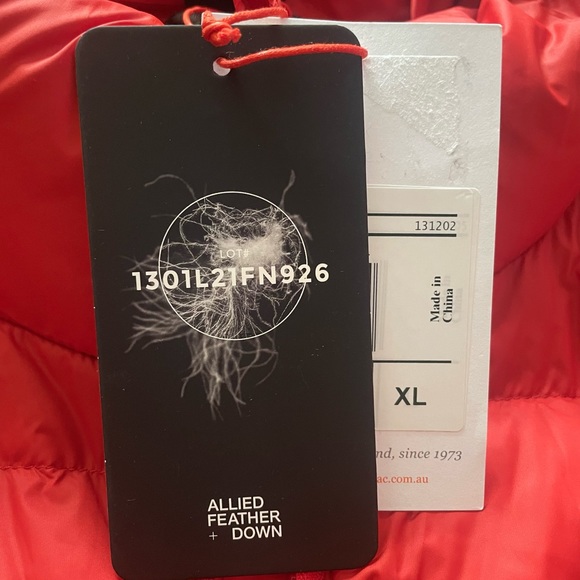 LOT#
1301L21FN926
ALLIED
FEATHER
+ DOWN
131202
Made in
China
XL
nd, since 1973
ac.com.au